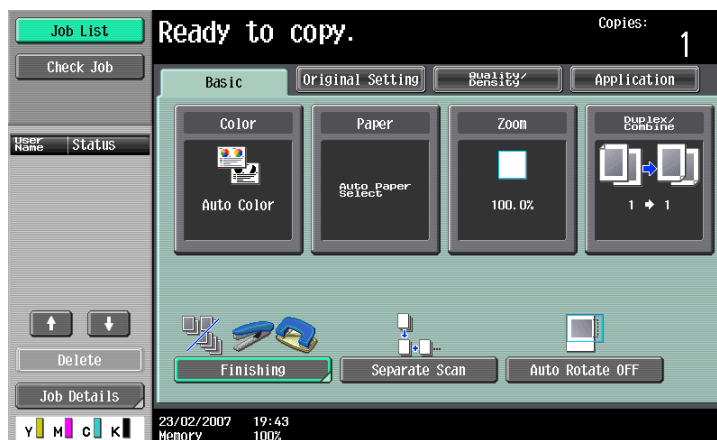 Job List
Ready to copy.
Copies:
1
Check Job
Basic
Original Setting
Quality/
Density
Application
User
Name
Status
Color
Paper
Zoom
Duplex/
Combine
Auto Color
Auto Paper
Select
100.0%
1 → 1
Delete
Finishing
Separate Scan
Auto Rotate OFF
Job Details
Y M C K
23/02/2007 19:43
Memory 100%